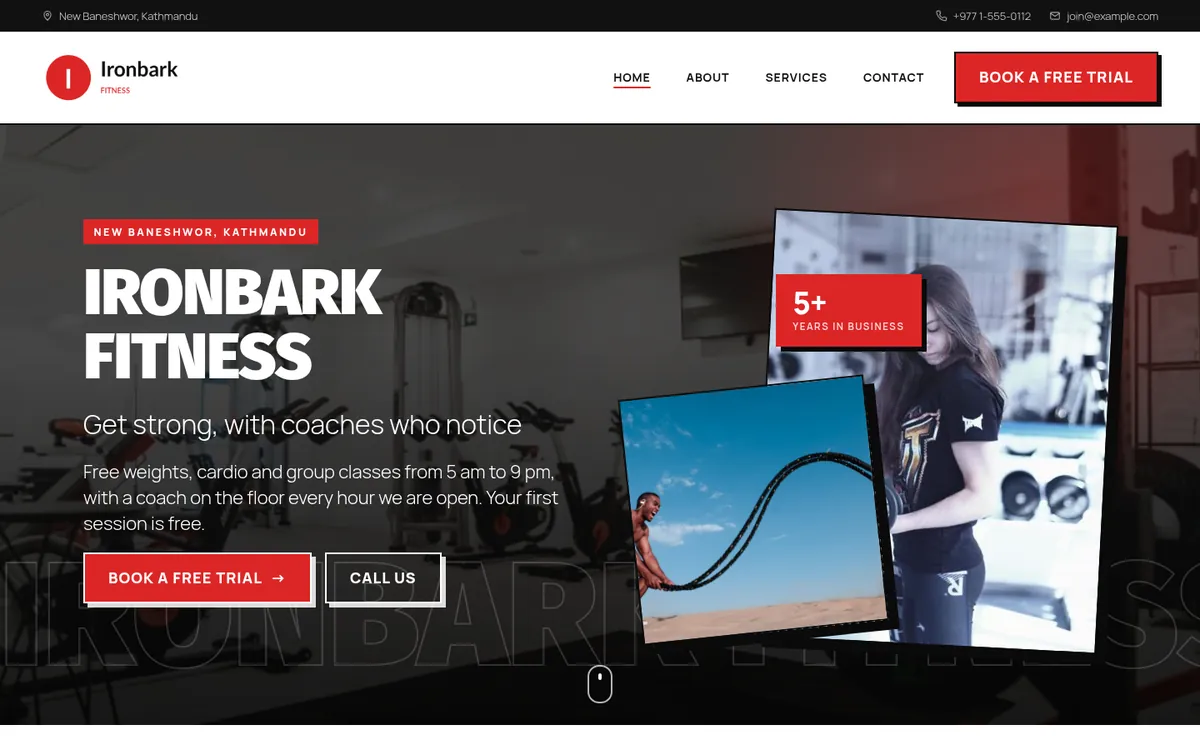 New Baneshwor, Kathmandu
+977 1-555-0112
join@example.com
I
Ironbark
FITNESS
HOME
ABOUT
SERVICES
CONTACT
BOOK A FREE TRIAL
NEW BANESHWOR, KATHMANDU
IRONBARK
FITNESS
Get strong, with coaches who notice
Free weights, cardio and group classes from 5 am to 9 pm,
with a coach on the floor every hour we are open. Your first
session is free.
BOOK A FREE TRIAL →
CALL US
5+
YEARS IN BUSINESS
IRONBARK FITNESS